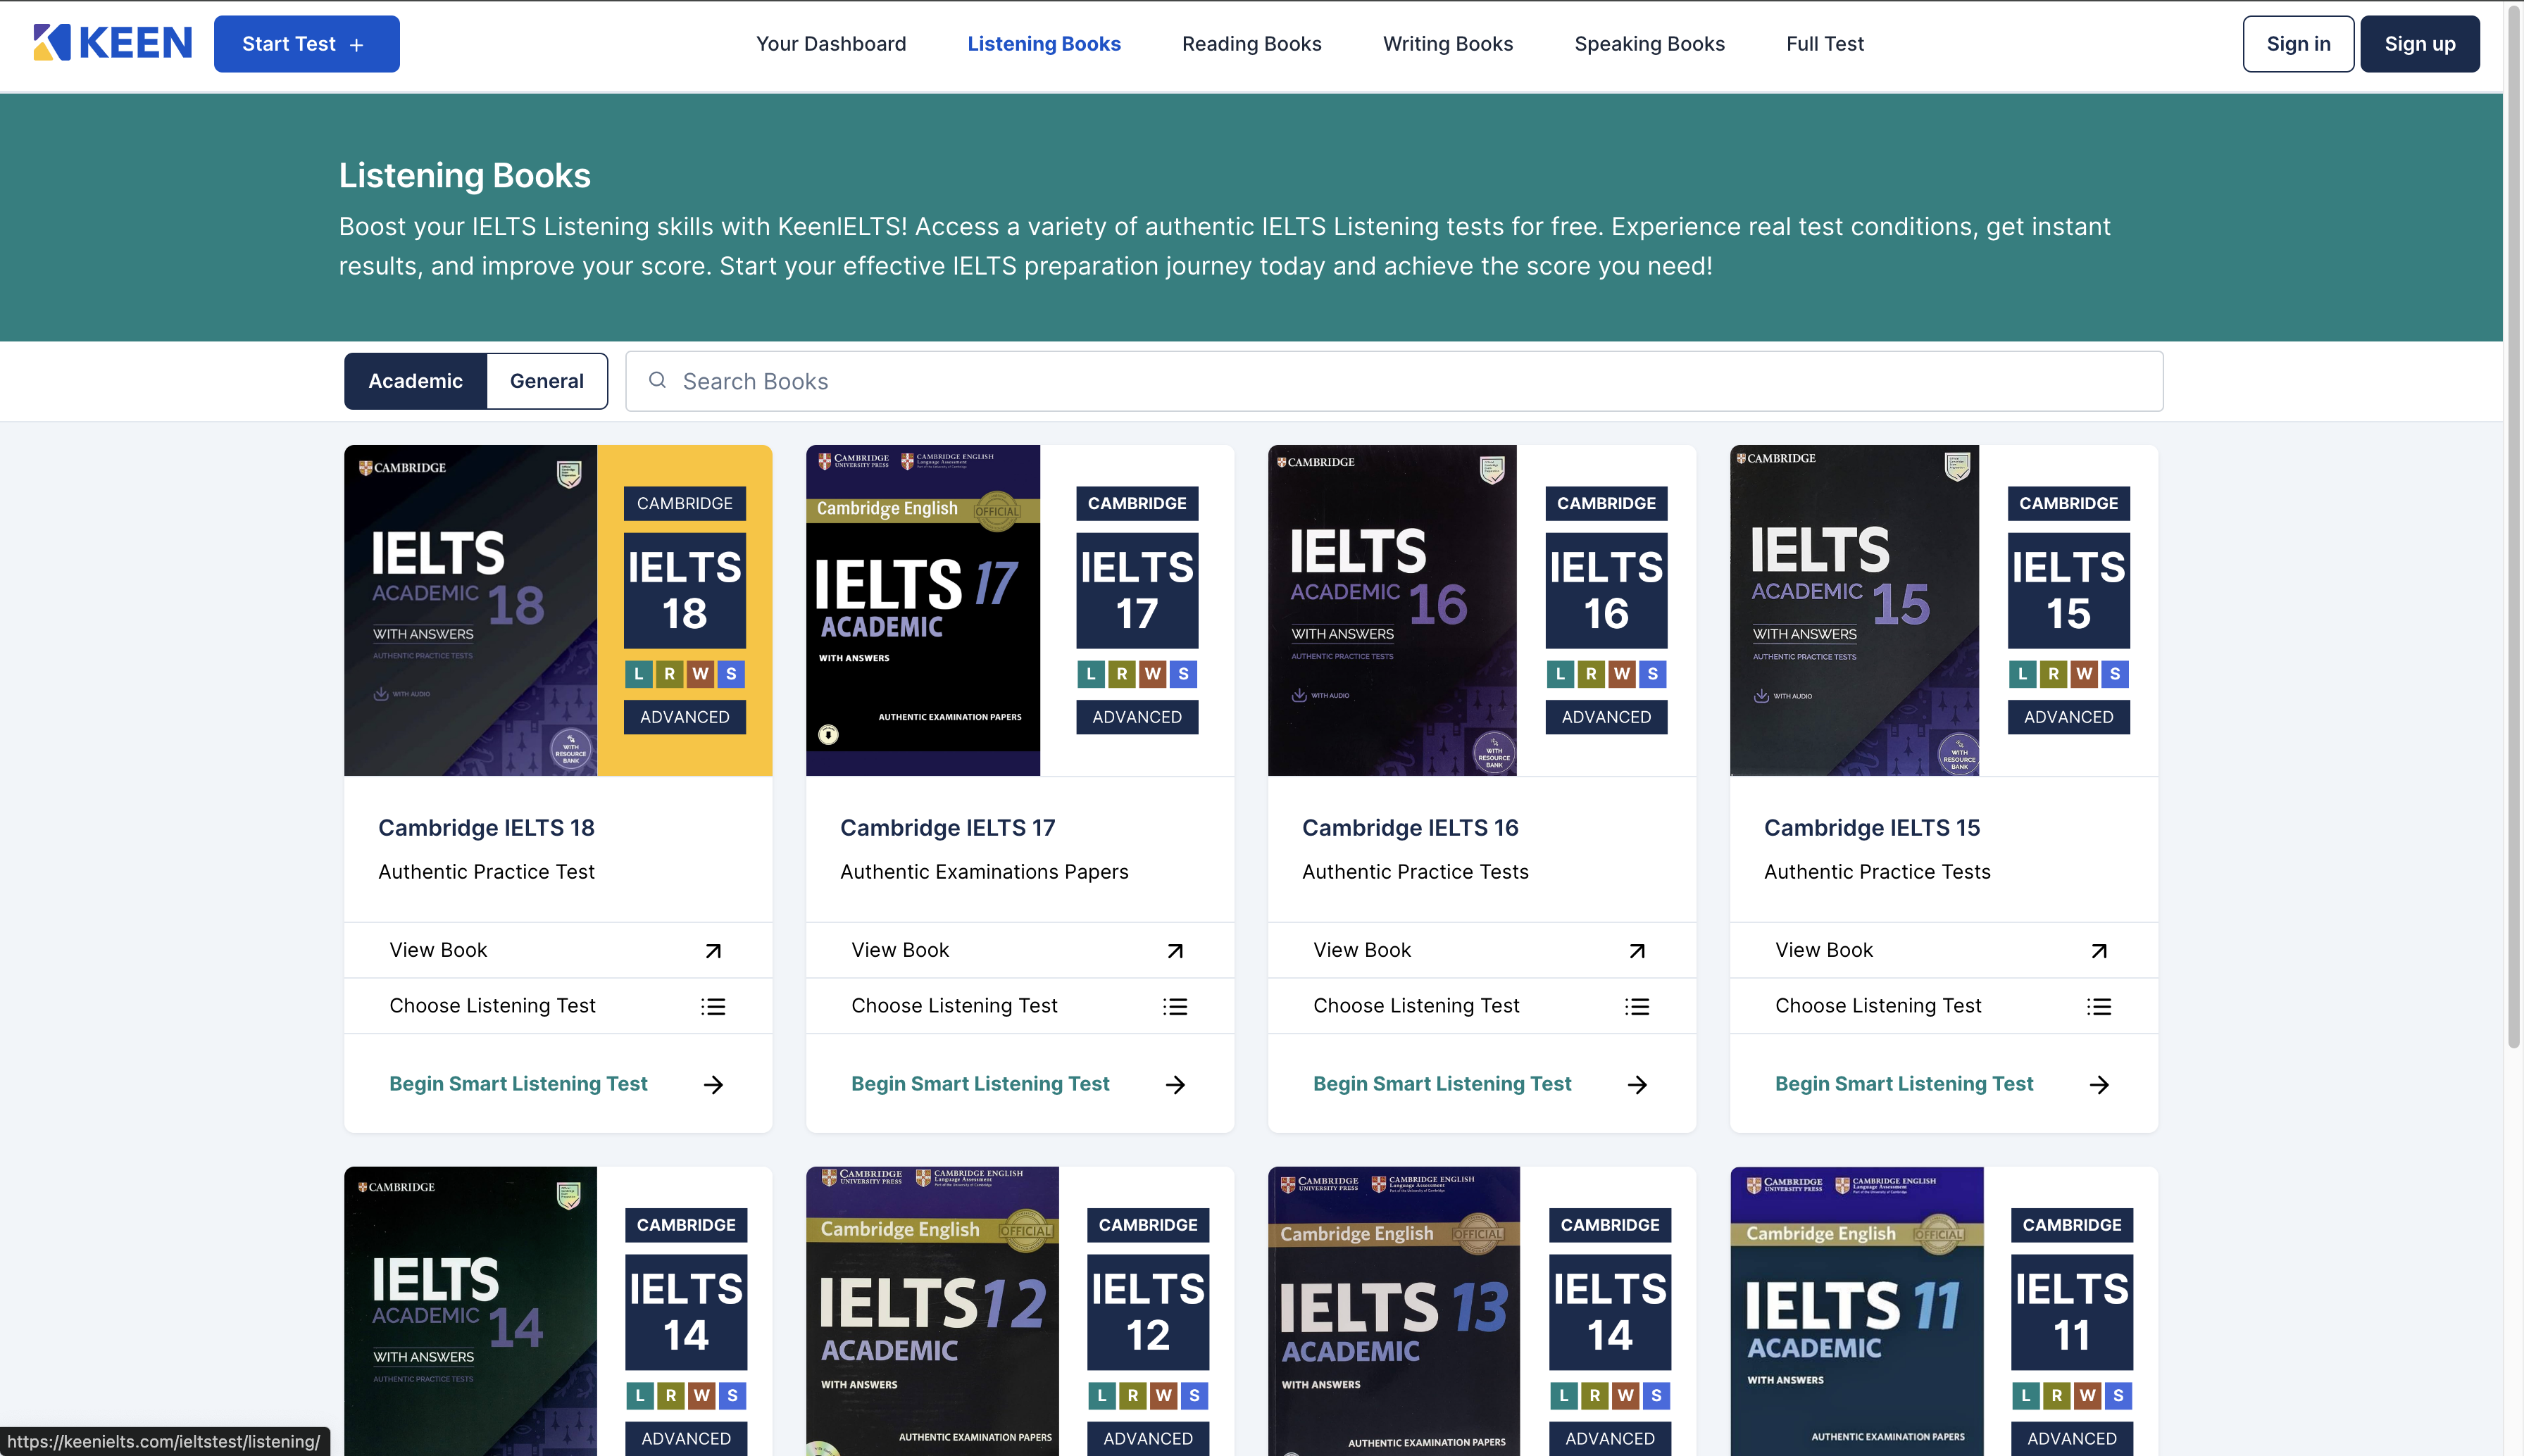 KEEN
Start Test +
Your Dashboard
Listening Books
Reading Books
Writing Books
Speaking Books
Full Test
Sign in
Sign up
Listening Books
Boost your IELTS Listening skills with KeenIELTS! Access a variety of authentic IELTS Listening tests for free. Experience real test conditions, get instant
results, and improve your score. Start your effective IELTS preparation journey today and achieve the score you need!
Academic
General
Search Books
CAMBRIDGE
IELTS
ACADEMIC 18
WITH ANSWERS
AUTHENTIC PRACTICE TESTS
WITH AUDIO
WITH
RESOURCE
BANK
CAMBRIDGE
IELTS
18
L R W S
ADVANCED
Cambridge IELTS 18
Authentic Practice Test
View Book
Choose Listening Test
Begin Smart Listening Test
CAMBRIDGE
UNIVERSITY PRESS
CAMBRIDGE ENGLISH
Language Assessment
Cambridge English
OFFICIAL
IELTS 17
ACADEMIC
WITH ANSWERS
AUTHENTIC EXAMINATION PAPERS
CAMBRIDGE
IELTS
17
L R W S
ADVANCED
Cambridge IELTS 17
Authentic Examinations Papers
View Book
Choose Listening Test
Begin Smart Listening Test
CAMBRIDGE
IELTS
ACADEMIC 16
WITH ANSWERS
AUTHENTIC PRACTICE TESTS
WITH AUDIO
WITH
RESOURCE
BANK
CAMBRIDGE
IELTS
16
L R W S
ADVANCED
Cambridge IELTS 16
Authentic Practice Tests
View Book
Choose Listening Test
Begin Smart Listening Test
CAMBRIDGE
IELTS
ACADEMIC 15
WITH ANSWERS
AUTHENTIC PRACTICE TESTS
WITH AUDIO
WITH
RESOURCE
BANK
CAMBRIDGE
IELTS
15
L R W S
ADVANCED
Cambridge IELTS 15
Authentic Practice Tests
View Book
Choose Listening Test
Begin Smart Listening Test
CAMBRIDGE
IELTS
ACADEMIC 14
WITH ANSWERS
AUTHENTIC PRACTICE TESTS
CAMBRIDGE
IELTS
14
L R W S
ADVANCED
CAMBRIDGE
UNIVERSITY PRESS
CAMBRIDGE ENGLISH
Language Assessment
Cambridge English
OFFICIAL
IELTS 12
ACADEMIC
WITH ANSWERS
AUTHENTIC EXAMINATION PAPERS
CAMBRIDGE
IELTS
12
L R W S
ADVANCED
CAMBRIDGE
UNIVERSITY PRESS
CAMBRIDGE ENGLISH
Language Assessment
Cambridge English
OFFICIAL
IELTS 13
ACADEMIC
WITH ANSWERS
AUTHENTIC EXAMINATION PAPERS
CAMBRIDGE
IELTS
14
L R W S
ADVANCED
CAMBRIDGE
UNIVERSITY PRESS
CAMBRIDGE ENGLISH
Language Assessment
Cambridge English
OFFICIAL
IELTS 11
ACADEMIC
WITH ANSWERS
AUTHENTIC EXAMINATION PAPERS
CAMBRIDGE
IELTS
11
L R W S
ADVANCED
https://keenielts.com/ieltstest/listening/